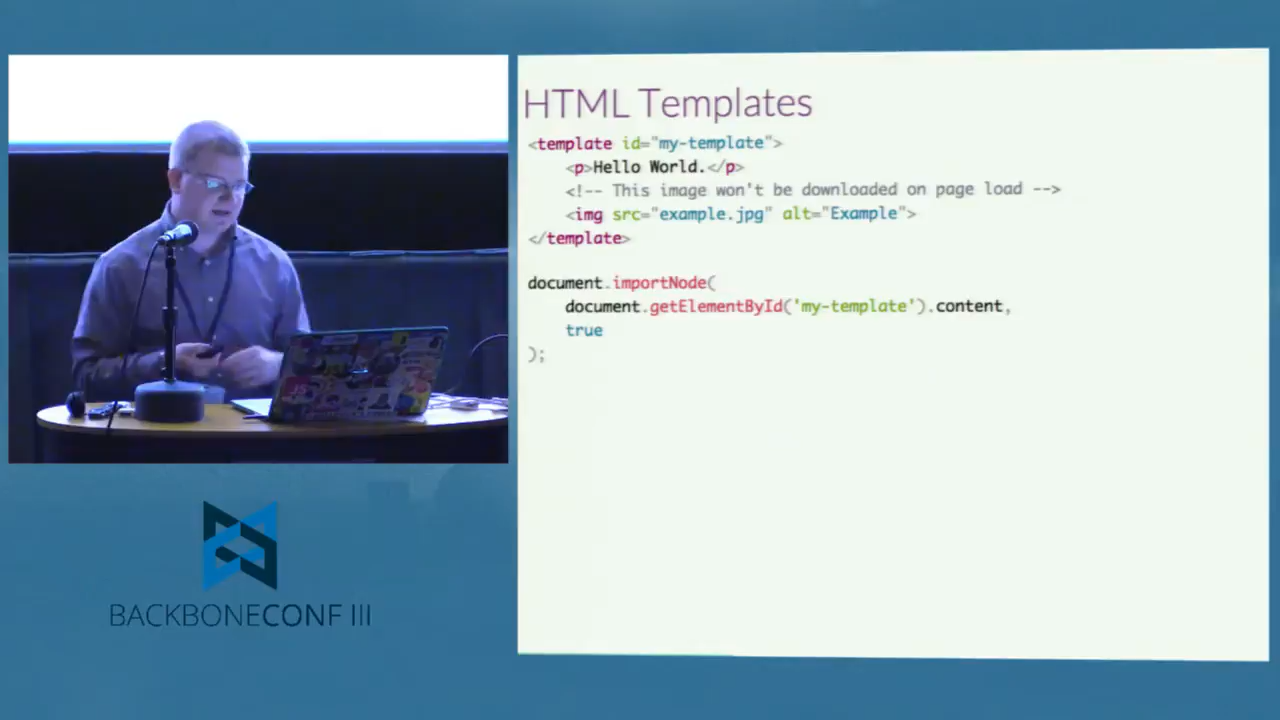 HTML Templates
<template id="my-template">
<p>Hello World.</p>
<!-- This image won't be downloaded on page load -->
<img src="example.jpg" alt="Example">
</template>
document.importNode(
document.getElementById('my-template').content,
true
);
JS
BACKBONECONF III